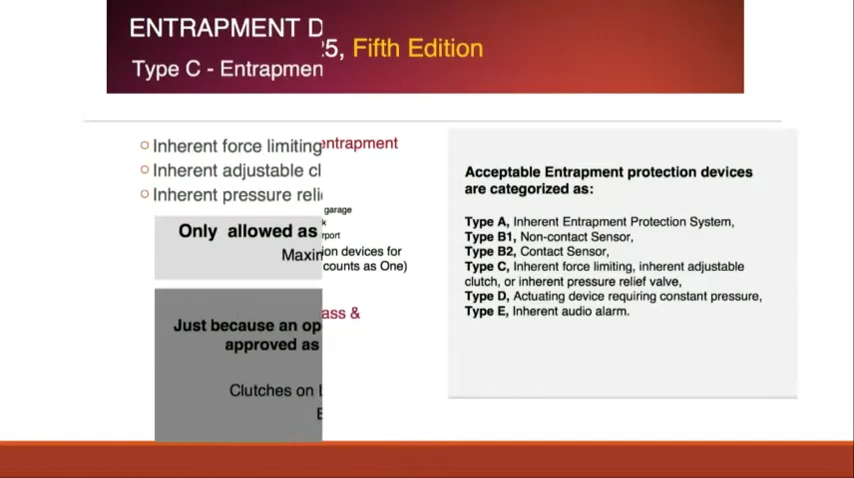 ENTRAPMENT D
5, Fifth Edition
Type C - Entrapmen
Inherent force limiting
entrapment
Inherent adjustable cl
Inherent pressure reli
garage
k
rport
Only allowed as
Maxin
ion devices for
counts as One)
Just because an op
approved as
ass &
Clutches on
Acceptable Entrapment protection devices
are categorized as:
Type A, Inherent Entrapment Protection System,
Type B1, Non-contact Sensor,
Type B2, Contact Sensor,
Type C, Inherent force limiting, inherent adjustable
clutch, or inherent pressure relief valve,
Type D, Actuating device requiring constant pressure,
Type E, Inherent audio alarm.